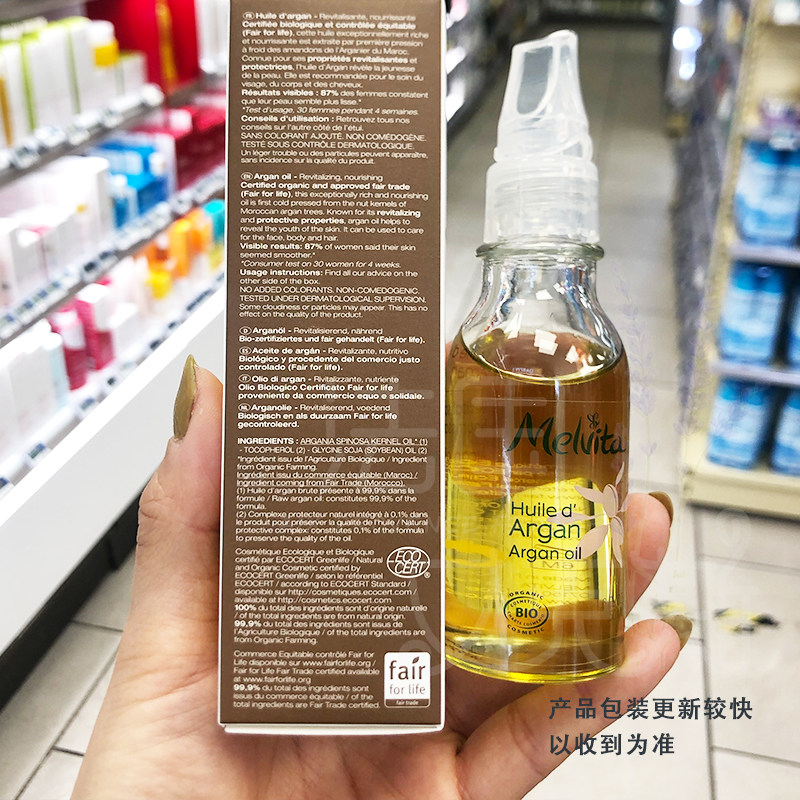 FR Huile d'argan - Revitalisante, nourrissante
Certifiée biologique et contrôlée équitable
(Fair for life), cette huile exceptionnellement riche
et nourrissante est extraite par première pression
à froid des amandons de l'Arganier du Maroc.
Connue pour ses propriétés revitalisantes et
protectrices, l'huile d'Argan révèle la jeunesse
de la peau. Elle est recommandée pour le soin du
visage, du corps et des cheveux.
Résultats visibles : 87% des femmes constatent
que leur peau semble plus lisse.*
*Test d'usage, 30 femmes pendant 4 semaines.
Conseils d'utilisation : Retrouvez tous nos
conseils sur l'autre côté de l'étui.
SANS COLORANT AJOUTÉ. NON COMÉDOGÈNE.
TESTÉ SOUS CONTRÔLE DERMATOLOGIQUE.
Un léger trouble ou des particules peuvent apparaître,
sans incidence sur la qualité du produit.
EN Argan oil - Revitalizing, nourishing
Certified organic and approved fair trade
(Fair for life), this exceptionally rich and nourishing
oil is first cold pressed from the nut kernels of
Moroccan argan trees. Known for its revitalizing
and protective properties, argan oil helps to
reveal the youth of the skin. It can be used to care
for the face, body and hair.
Visible results: 87% of women said their skin
seemed smoother.*
*Consumer test on 30 women for 4 weeks.
Usage instructions: Find all our advice on the
other side of the box.
NO ADDED COLORANTS. NON-COMEDOGENIC.
TESTED UNDER DERMATOLOGICAL SUPERVISION.
Some cloudiness or particles may appear. This has no
effect on the quality of the product.
D Arganöl - Revitalisierend, nährend
Bio-zertifiziertes und fair gehandelt (Fair for life).
ES Aceite de argán - Revitalizante, nutritivo
Biológico y procedente del comercio justo
controlado (Fair for life).
IT Olio di argan - Revitalizzante, nutriente
Olio Biologico Certificato Fair for life
proveniente da commercio equo e solidale.
NL Arganolie - Revitaliserend, voedend
Biologisch en als duurzaam Fair for life
gecontroleerd.
INGREDIENTS : ARGANIA SPINOSA KERNEL OIL* (1)
- TOCOPHEROL (2) - GLYCINE SOJA (SOYBEAN) OIL (2)
*Ingrédient issu de l'Agriculture Biologique / Ingredient
from Organic Farming.
Ingrédient issu du commerce équitable (Maroc) /
Ingredient coming from Fair Trade (Morocco).
(1) Huile d'argan brute présente à 99,9% dans la
formule / Raw argan oil: constitutes 99,9% of the
formula.
(2) Complexe protecteur naturel intégré à 0,1% dans
le produit pour préserver la qualité de l'huile / Natural
protective complex: constitutes 0,1% of the formula
to preserve the quality of the oil.
Cosmétique Ecologique et Biologique
certifié par ECOCERT Greenlife / Natural
and Organic Cosmetic certified by
ECOCERT Greenlife / selon le référentiel
ECOCERT / according to ECOCERT Standard /
disponible sur http://cosmetiques.ecocert.com /
available at http://cosmetics.ecocert.com
100% du total des ingrédients sont d'origine naturelle
/ of the total ingredients are from natural origin.
99,9% du total des ingrédients sont issus de
l'Agriculture Biologique / of the total ingredients are
from Organic Farming.
Commerce Equitable contrôlé Fair for
Life disponible sur www.fairforlife.org /
Fair for Life Fair Trade certified available
at www.fairforlife.org
99,9% du total des ingrédients sont issus
issus du commerce équitable / of the
total ingredients are Fair Trade certified.
ECO
CERT
fair
for life
fair trade
Melvita
Huile d'
Argan
Argan oil
ORGANIC
COSMETIQUE
BIO
COSMETIC
产品包装更新较快
以收到为准